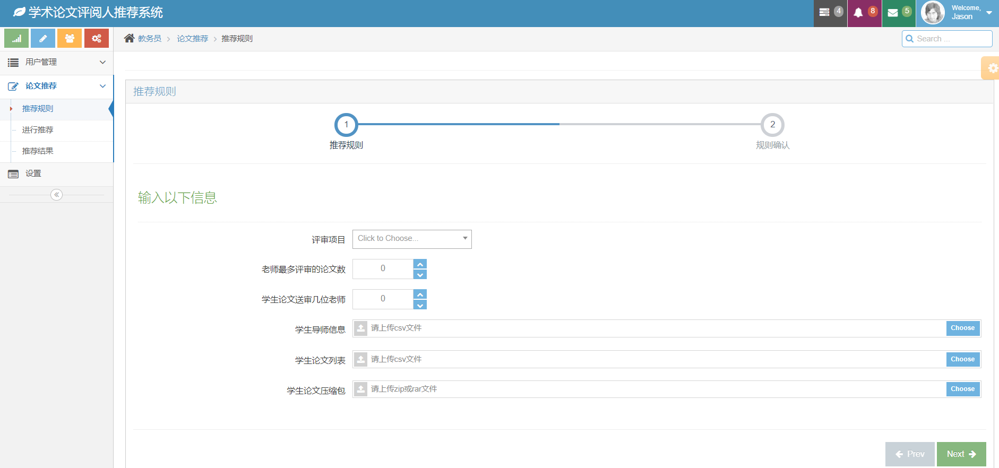 学术论文评阅人推荐系统
4
8
5
Welcome,
Jason
教务员 > 论文推荐 > 推荐规则
Search ...
用户管理
论文推荐
推荐规则
进行推荐
推荐结果
设置
推荐规则
1
2
推荐规则
规则确认
输入以下信息
评审项目 Click to Choose...
老师最多评审的论文数 0
学生论文送审几位老师 0
学生导师信息 请上传csv文件 Choose
学生论文列表 请上传csv文件 Choose
学生论文压缩包 请上传zip或rar文件 Choose
Prev Next